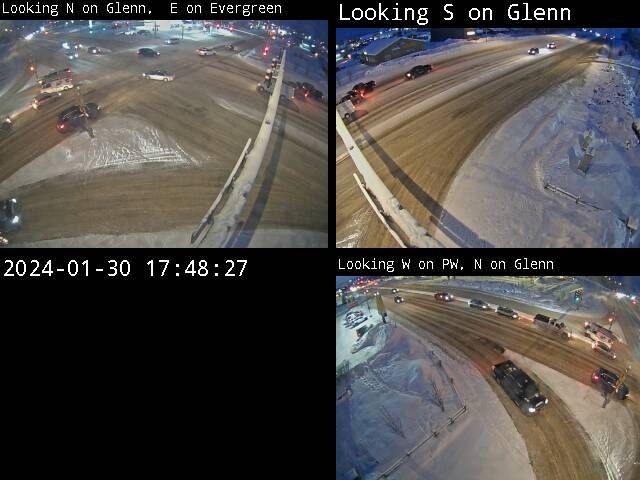 Looking N on Glenn, E on Evergreen
Looking S on Glenn
2024-01-30 17:48:27
Looking W on PW, N on Glenn